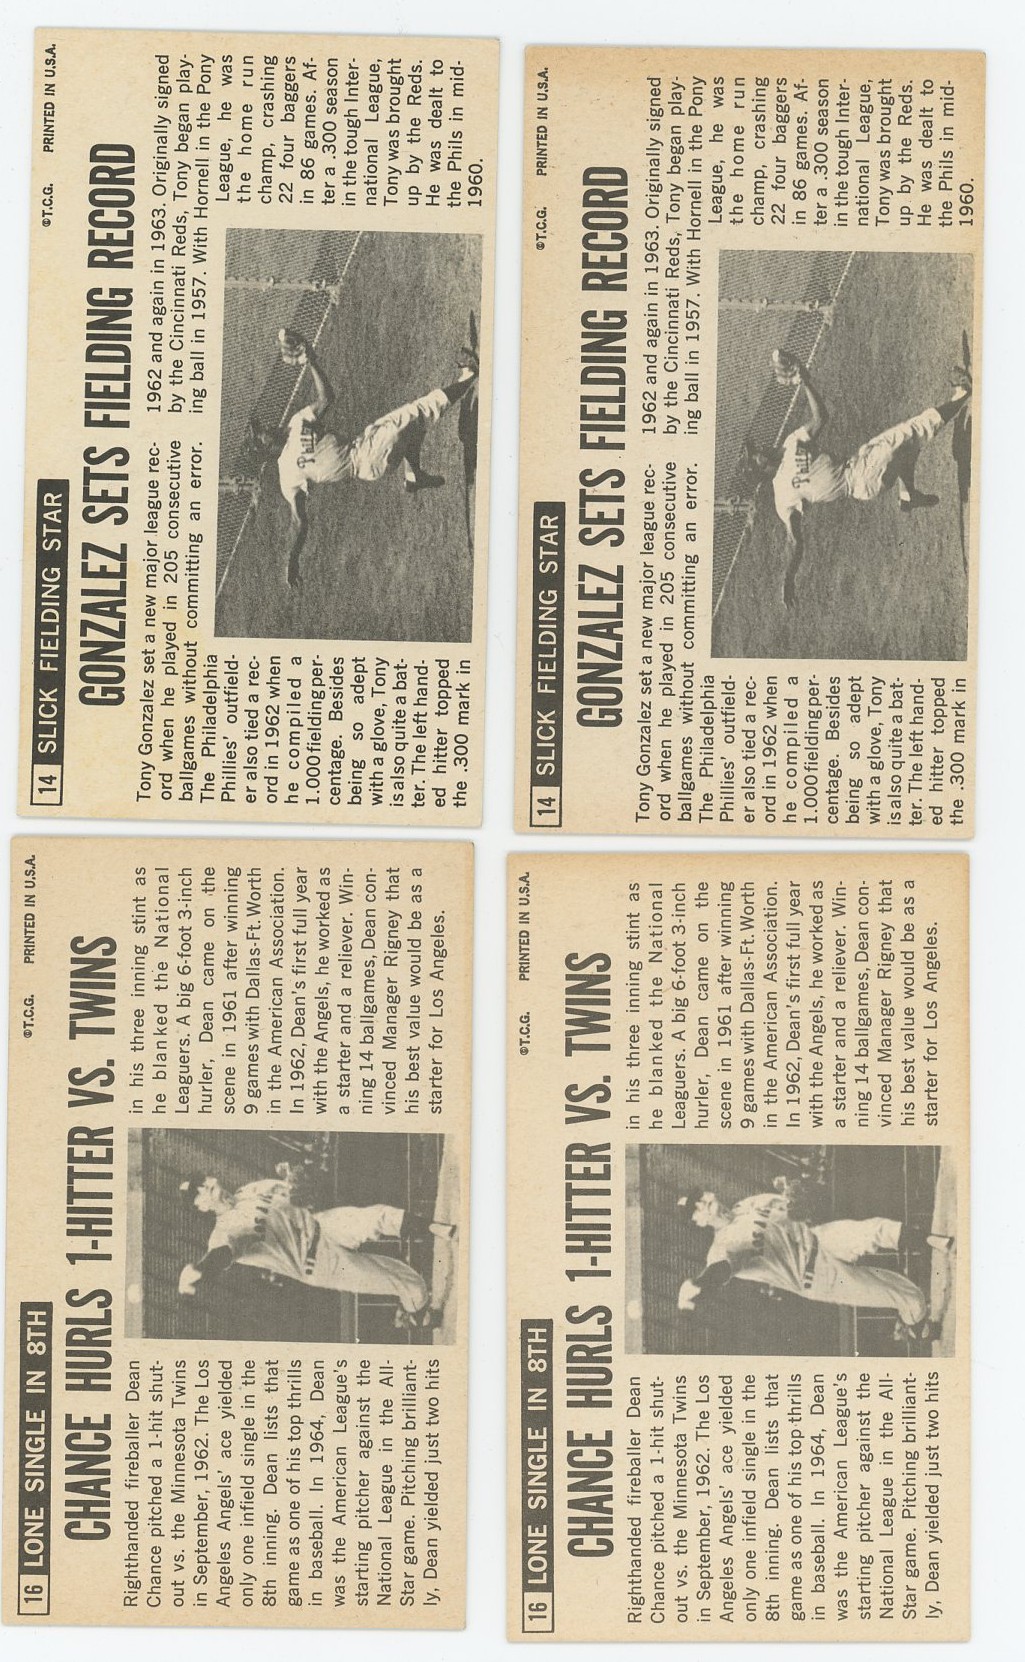 14 SLICK FIELDING STAR
©T.C.G. PRINTED IN U.S.A.
GONZALEZ SETS FIELDING RECORD
Tony Gonzalez set a new major league rec-
ord when he played in 205 consecutive
ballgames without committing an error.
The Philadelphia
Phillies' outfield-
er also tied a rec-
ord in 1962 when
he compiled a
1.000 fielding per-
centage. Besides
being so adept
with a glove, Tony
is also quite a bat-
ter. The left hand-
ed hitter topped
the .300 mark in
1962 and again in 1963. Originally signed
by the Cincinnati Reds, Tony began play-
ing ball in 1957. With Hornell in the Pony
League, he was
the home run
champ, crashing
22 four baggers
in 86 games. Af-
ter a .300 season
in the tough Inter-
national League,
Tony was brought
up by the Reds.
He was dealt to
the Phils in mid-
1960.
Phillies
14 SLICK FIELDING STAR
©T.C.G. PRINTED IN U.S.A.
GONZALEZ SETS FIELDING RECORD
Tony Gonzalez set a new major league rec-
ord when he played in 205 consecutive
ballgames without committing an error.
The Philadelphia
Phillies' outfield-
er also tied a rec-
ord in 1962 when
he compiled a
1.000 fielding per-
centage. Besides
being so adept
with a glove, Tony
is also quite a bat-
ter. The left hand-
ed hitter topped
the .300 mark in
1962 and again in 1963. Originally signed
by the Cincinnati Reds, Tony began play-
ing ball in 1957. With Hornell in the Pony
League, he was
the home run
champ, crashing
22 four baggers
in 86 games. Af-
ter a .300 season
in the tough Inter-
national League,
Tony was brought
up by the Reds.
He was dealt to
the Phils in mid-
1960.
Phillies
16 LONE SINGLE IN 8TH
©T.C.G. PRINTED IN U.S.A.
CHANCE HURLS 1-HITTER VS. TWINS
Righthanded fireballer Dean
Chance pitched a 1-hit shut-
out vs. the Minnesota Twins
in September, 1962. The Los
Angeles Angels' ace yielded
only one infield single in the
8th inning. Dean lists that
game as one of his top thrills
in baseball. In 1964, Dean
was the American League's
starting pitcher against the
National League in the All-
Star game. Pitching brilliant-
ly, Dean yielded just two hits
in his three inning stint as
he blanked the National
Leaguers. A big 6-foot 3-inch
hurler, Dean came on the
scene in 1961 after winning
9 games with Dallas-Ft. Worth
in the American Association.
In 1962, Dean's first full year
with the Angels, he worked as
a starter and a reliever. Win-
ning 14 ballgames, Dean con-
vinced Manager Rigney that
his best value would be as a
starter for Los Angeles.
16 LONE SINGLE IN 8TH
©T.C.G. PRINTED IN U.S.A.
CHANCE HURLS 1-HITTER VS. TWINS
Righthanded fireballer Dean
Chance pitched a 1-hit shut-
out vs. the Minnesota Twins
in September, 1962. The Los
Angeles Angels' ace yielded
only one infield single in the
8th inning. Dean lists that
game as one of his top thrills
in baseball. In 1964, Dean
was the American League's
starting pitcher against the
National League in the All-
Star game. Pitching brilliant-
ly, Dean yielded just two hits
in his three inning stint as
he blanked the National
Leaguers. A big 6-foot 3-inch
hurler, Dean came on the
scene in 1961 after winning
9 games with Dallas-Ft. Worth
in the American Association.
In 1962, Dean's first full year
with the Angels, he worked as
a starter and a reliever. Win-
ning 14 ballgames, Dean con-
vinced Manager Rigney that
his best value would be as a
starter for Los Angeles.